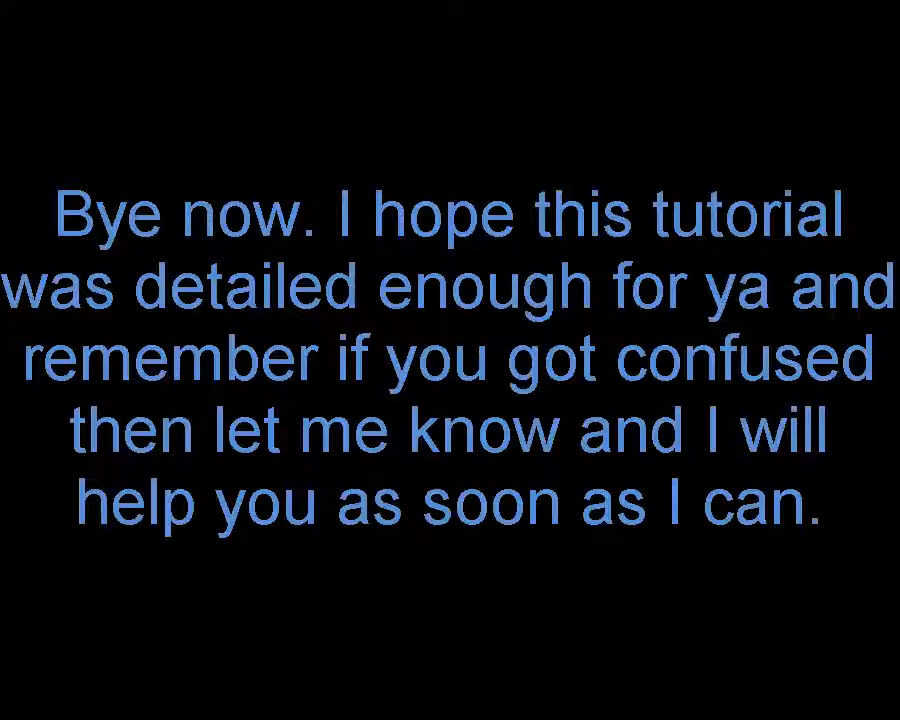 Bye now. I hope this tutorial
was detailed enough for ya and
remember if you got confused
then let me know and I will
help you as soon as I can.